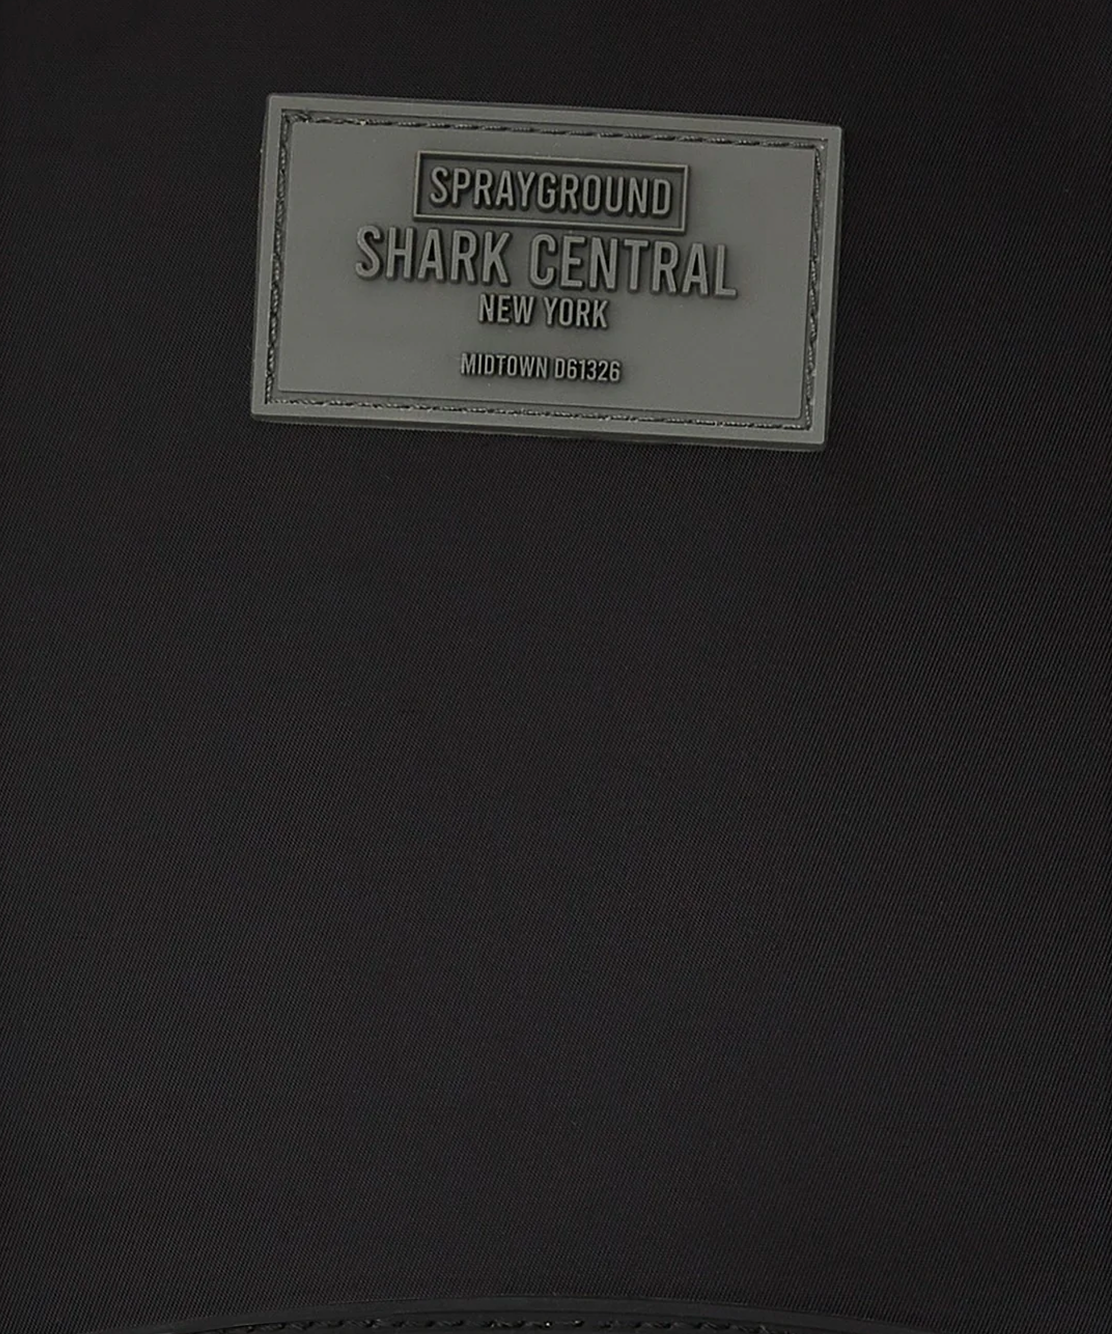 SPRAYGROUND
SHARK CENTRAL
NEW YORK
MIDTOWN D61326